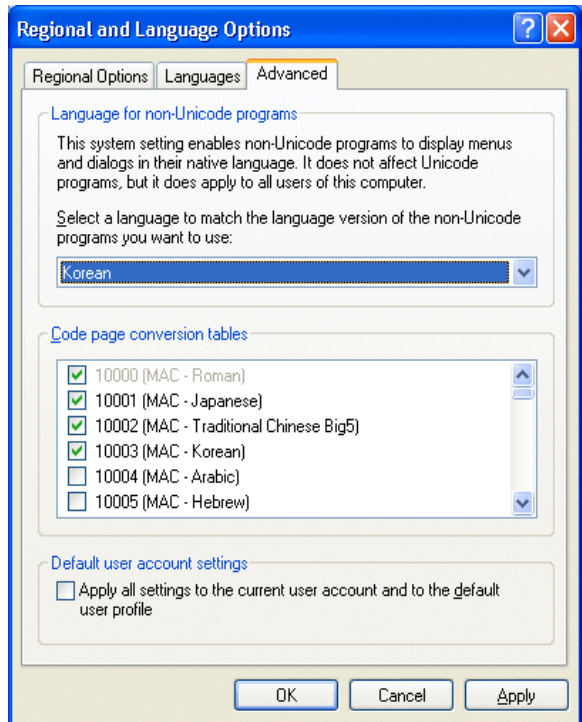 Regional and Language Options
Regional Options Languages Advanced
Language for non-Unicode programs
This system setting enables non-Unicode programs to display menus
and dialogs in their native language. It does not affect Unicode
programs, but it does apply to all users of this computer.
Select a language to match the language version of the non-Unicode
programs you want to use:
Korean
Code page conversion tables
10000 (MAC - Roman)
10001 (MAC - Japanese)
10002 (MAC - Traditional Chinese Big5)
10003 (MAC - Korean)
10004 (MAC - Arabic)
10005 (MAC - Hebrew)
Default user account settings
Apply all settings to the current user account and to the default
user profile
OK Cancel Apply